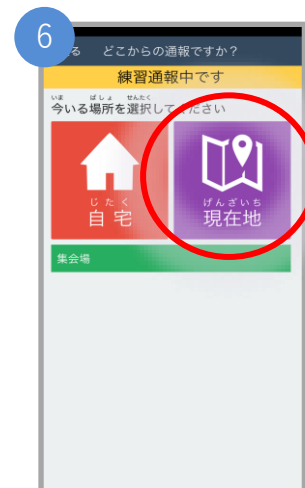 6
る どこからの通報ですか？
練習通報中です
いま ばしょ せんたく
今いる場所を選択してください
じたく
自宅
げんざいち
現在地
集会場